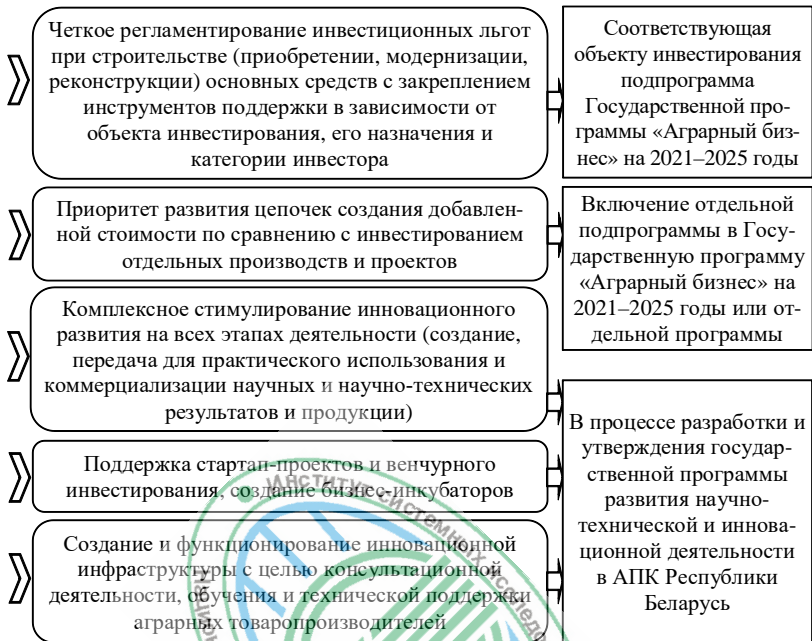 Четкое регламентирование инвестиционных льгот
при строительстве (приобретении, модернизации,
реконструкции) основных средств с закреплением
инструментов поддержки в зависимости от
объекта инвестирования, его назначения и
категории инвестора
Соответствующая
объекту инвестирования
подпрограмма
Государственной про-
граммы «Аграрный биз-
нес» на 2021–2025 годы
Приоритет развития цепочек создания добавлен-
ной стоимости по сравнению с инвестированием
отдельных производств и проектов
Включение отдельной
подпрограммы в Госу-
дарственную программу
«Аграрный бизнес» на
2021–2025 годы или от-
дельной программы
Комплексное стимулирование инновационного
развития на всех этапах деятельности (создание,
передача для практического использования и
коммерциализации научных и научно-технических
результатов и продукции)
Поддержка стартап-проектов и венчурного
инвестирования, создание бизнес-инкубаторов
Создание и функционирование инновационной
инфраструктуры с целью консультационной
деятельности, обучения и технической поддержки
аграрных товаропроизводителей
В процессе разработки и
утверждения государ-
ственной программы
развития научно-
технической и иннова-
ционной деятельности
в АПК Республики
Беларусь
Институт системных